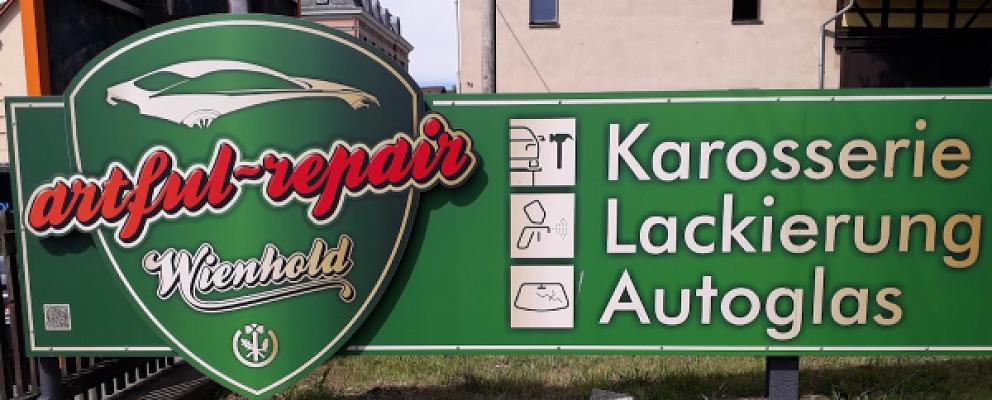 artful-repair
Wienhold
Karosserie
Lackierung
Autoglas